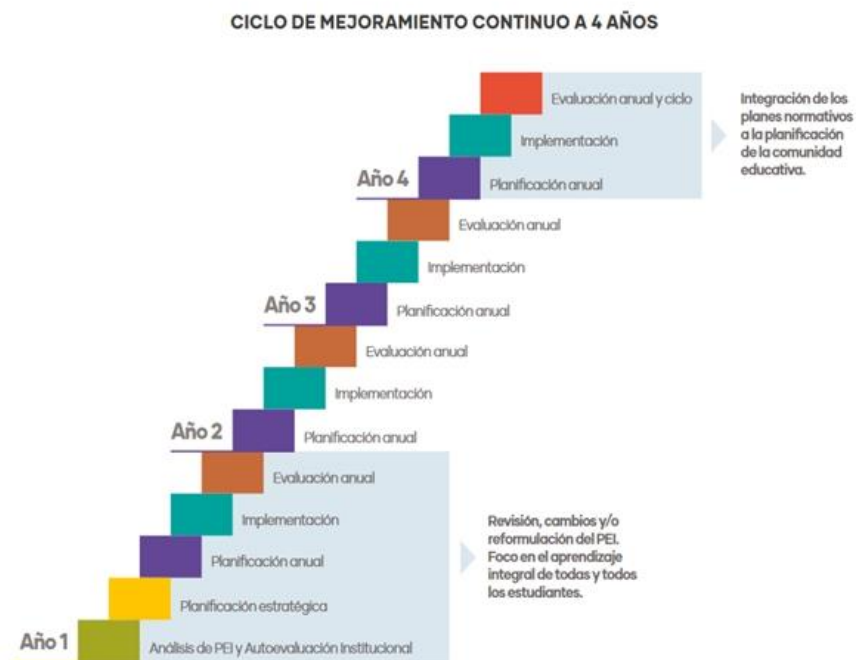 CICLO DE MEJORAMIENTO CONTINUO A 4 AÑOS
Evaluación anual y ciclo
Implementación
Año 4
Planificación anual
Integración de los
planes normativos
a la planificación
de la comunidad
educativa.
Evaluación anual
Implementación
Año 3
Planificación anual
Evaluación anual
Implementación
Año 2
Planificación anual
Evaluación anual
Implementación
Planificación anual
Planificación estratégica
Año 1
Análisis de PEI y Autoevaluación Institucional
Revisión, cambios y/o
reformulación del PEI.
Foco en el aprendizaje
integral de todas y todos
los estudiantes.